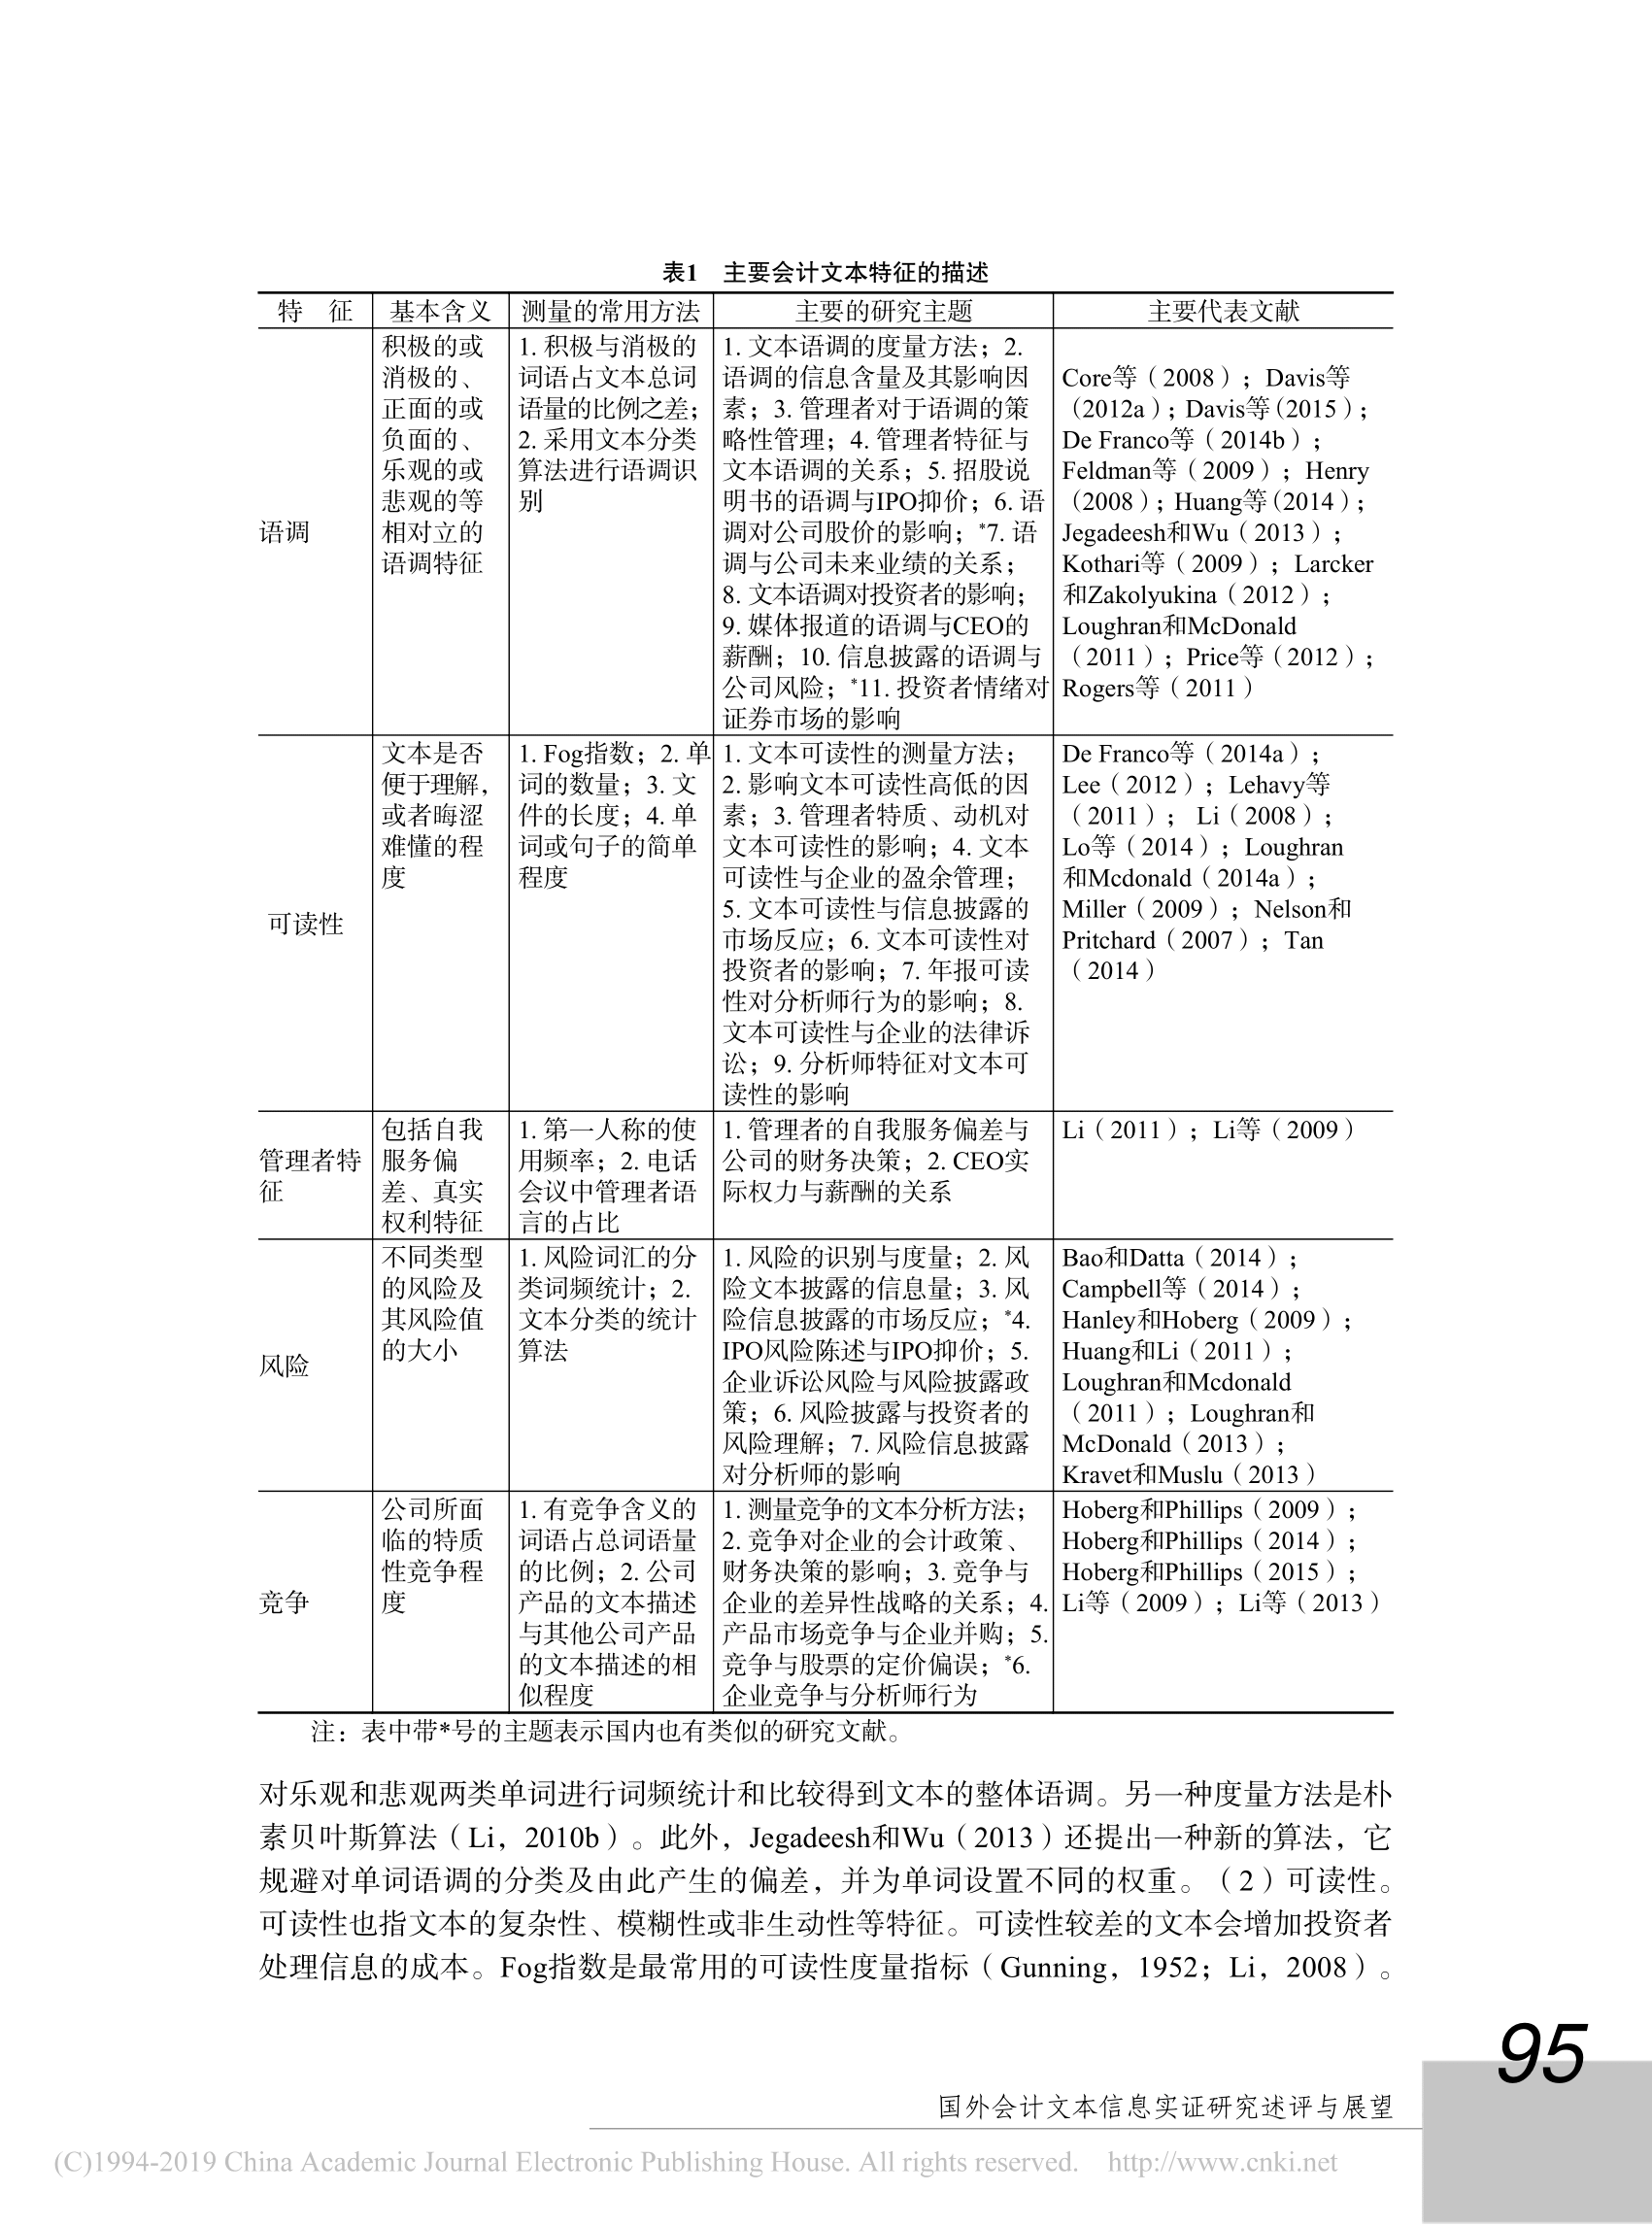 表1 主要会计文本特征的描述
特 征 基本含义 测量的常用方法 主要的研究主题 主要代表文献
语调
积极的或
消极的、
正面的或
负面的、
乐观的或
悲观的等
相对立的
语调特征
1. 积极与消极的
词语占文本总词
语量的比例之差;
2. 采用文本分类
算法进行语调识
别
1. 文本语调的度量方法；2.
语调的信息含量及其影响因
素；3. 管理者对于语调的策
略性管理；4. 管理者特征与
文本语调的关系；5. 招股说
明书的语调与IPO抑价；6. 语
调对公司股价的影响；*7. 语
调与公司未来业绩的关系；
8. 文本语调对投资者的影响；
9. 媒体报道的语调与CEO的
薪酬；10. 信息披露的语调与
公司风险；*11. 投资者情绪对
证券市场的影响
Core等（2008）；Davis等
（2012a）；Davis等（2015）；
De Franco等（2014b）；
Feldman等（2009）；Henry
（2008）；Huang等（2014）；
Jegadeesh和Wu（2013）；
Kothari等（2009）；Larcker
和Zakolyukina（2012）；
Loughran和McDonald
（2011）；Price等（2012）；
Rogers等（2011）
可读性
文本是否
便于理解，
或者晦涩
难懂的程
度
1. Fog指数；2. 单
词的数量；3. 文
件的长度；4. 单
词或句子的简单
程度
1. 文本可读性的测量方法；
2. 影响文本可读性高低的因
素；3. 管理者特质、动机对
文本可读性的影响；4. 文本
可读性与企业的盈余管理；
5. 文本可读性与信息披露的
市场反应；6. 文本可读性对
投资者的影响；7. 年报可读
性对分析师行为的影响；8.
文本可读性与企业的法律诉
讼；9. 分析师特征对文本可
读性的影响
De Franco等（2014a）；
Lee（2012）；Lehavy等
（2011）； Li（2008）；
Lo等（2014）；Loughran
和Mcdonald（2014a）；
Miller（2009）；Nelson和
Pritchard（2007）；Tan
（2014）
管理者特
征
包括自我
服务偏
差、真实
权利特征
1. 第一人称的使
用频率；2. 电话
会议中管理者语
言的占比
1. 管理者的自我服务偏差与
公司的财务决策；2. CEO实
际权力与薪酬的关系
Li（2011）；Li等（2009）
风险
不同类型
的风险及
其风险值
的大小
1. 风险词汇的分
类词频统计；2.
文本分类的统计
算法
1. 风险的识别与度量；2. 风
险文本披露的信息量；3. 风
险信息披露的市场反应；*4.
IPO风险陈述与IPO抑价；5.
企业诉讼风险与风险披露政
策；6. 风险披露与投资者的
风险理解；7. 风险信息披露
对分析师的影响
Bao和Datta（2014）；
Campbell等（2014）；
Hanley和Hoberg（2009）；
Huang和Li（2011）；
Loughran和Mcdonald
（2011）；Loughran和
McDonald（2013）；
Kravet和Muslu（2013）
竞争
公司所面
临的特质
性竞争程
度
1. 有竞争含义的
词语占总词语量
的比例；2. 公司
产品的文本描述
与其他公司产品
的文本描述的相
似程度
1. 测量竞争的文本分析方法；
2. 竞争对企业的会计政策、
财务决策的影响；3. 竞争与
企业的差异性战略的关系；4.
产品市场竞争与企业并购；5.
竞争与股票的定价偏误；*6.
企业竞争与分析师行为
Hoberg和Phillips（2009）；
Hoberg和Phillips（2014）；
Hoberg和Phillips（2015）；
Li等（2009）；Li等（2013）
注：表中带*号的主题表示国内也有类似的研究文献。
对乐观和悲观两类单词进行词频统计和比较得到文本的整体语调。另一种度量方法是朴
素贝叶斯算法（Li，2010b）。此外，Jegadeesh和Wu（2013）还提出一种新的算法，它
规避对单词语调的分类及由此产生的偏差，并为单词设置不同的权重。（2）可读性。
可读性也指文本的复杂性、模糊性或非生动性等特征。可读性较差的文本会增加投资者
处理信息的成本。Fog指数是最常用的可读性度量指标（Gunning，1952；Li，2008）。
95
国外会计文本信息实证研究述评与展望
(C)1994-2019 China Academic Journal Electronic Publishing House. All rights reserved. http://www.cnki.net